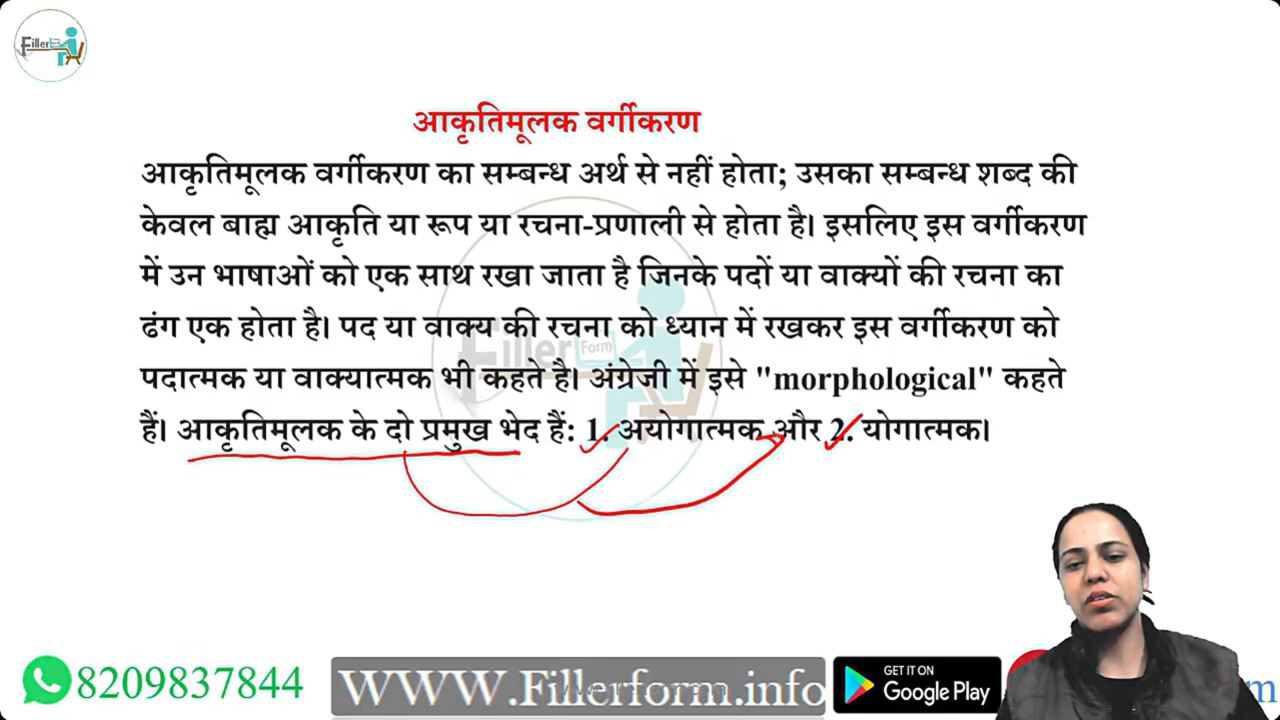 Filler
आकृतिमूलक वर्गीकरण
आकृतिमूलक वर्गीकरण का सम्बन्ध अर्थ से नहीं होता; उसका सम्बन्ध शब्द की
केवल बाह्य आकृति या रूप या रचना-प्रणाली से होता है। इसलिए इस वर्गीकरण
में उन भाषाओं को एक साथ रखा जाता है जिनके पदों या वाक्यों की रचना का
ढंग एक होता है। पद या वाक्य की रचना को ध्यान में रखकर इस वर्गीकरण को
Filler Form
पदात्मक या वाक्यात्मक भी कहते है। अंग्रेजी में इसे "morphological" कहते
हैं। आकृतिमूलक के दो प्रमुख भेद हैं: 1. अयोगात्मक और 2. योगात्मक।
8209837844
WWW.Fillerform.info
GET IT ON
Google Play